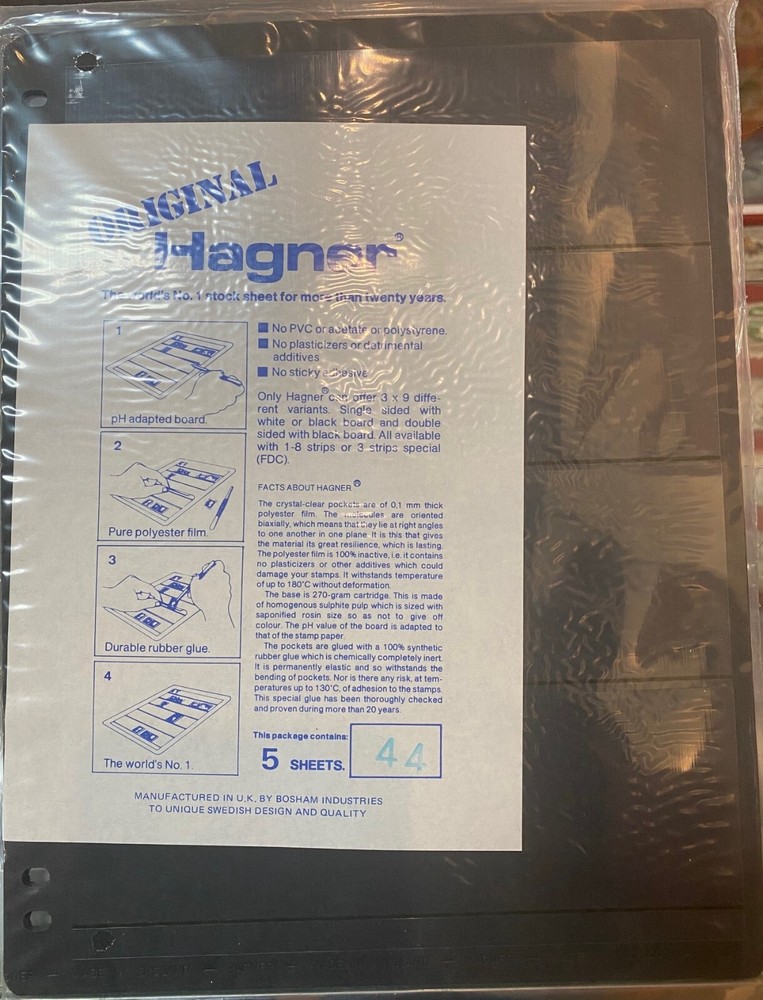 ORIGINAL
Hagner®
The world's No. 1 stock sheet for more than twenty years.
1
pH adapted board.
2
Pure polyester film.
3
Durable rubber glue.
4
The world's No. 1.
No PVC or acetate or polystyrene.
No plasticizers or detrimental
additives
No sticky adhesive
Only Hagner® can offer 3 x 9 diffe-
rent variants. Single sided with
white or black board and double
sided with black board. All available
with 1-8 strips or 3 strips special
(FDC).
FACTS ABOUT HAGNER®
The crystal-clear pockets are of 0,1 mm thick
polyester film. The molecules are oriented
biaxially, which means that they lie at right angles
to one another in one plane. It is this that gives
the material its great resilience, which is lasting.
The polyester film is 100% inactive, i.e. it contains
no plasticizers or other additives which could
damage your stamps. It withstands temperature
of up to 180°C without deformation.
The base is 270-gram cartridge. This is made
of homogenous sulphite pulp which is sized with
saponified rosin size so as not to give off
colour. The pH value of the board is adapted to
that of the stamp paper.
The pockets are glued with a 100% synthetic
rubber glue which is chemically completely inert.
It is permanently elastic and so withstands the
bending of pockets. Nor is there any risk, at tem-
peratures up to 130°C, of adhesion to the stamps.
This special glue has been thoroughly checked
and proven during more than 20 years.
This package contains:
5 SHEETS.
44
MANUFACTURED IN U.K. BY BOSHAM INDUSTRIES
TO UNIQUE SWEDISH DESIGN AND QUALITY